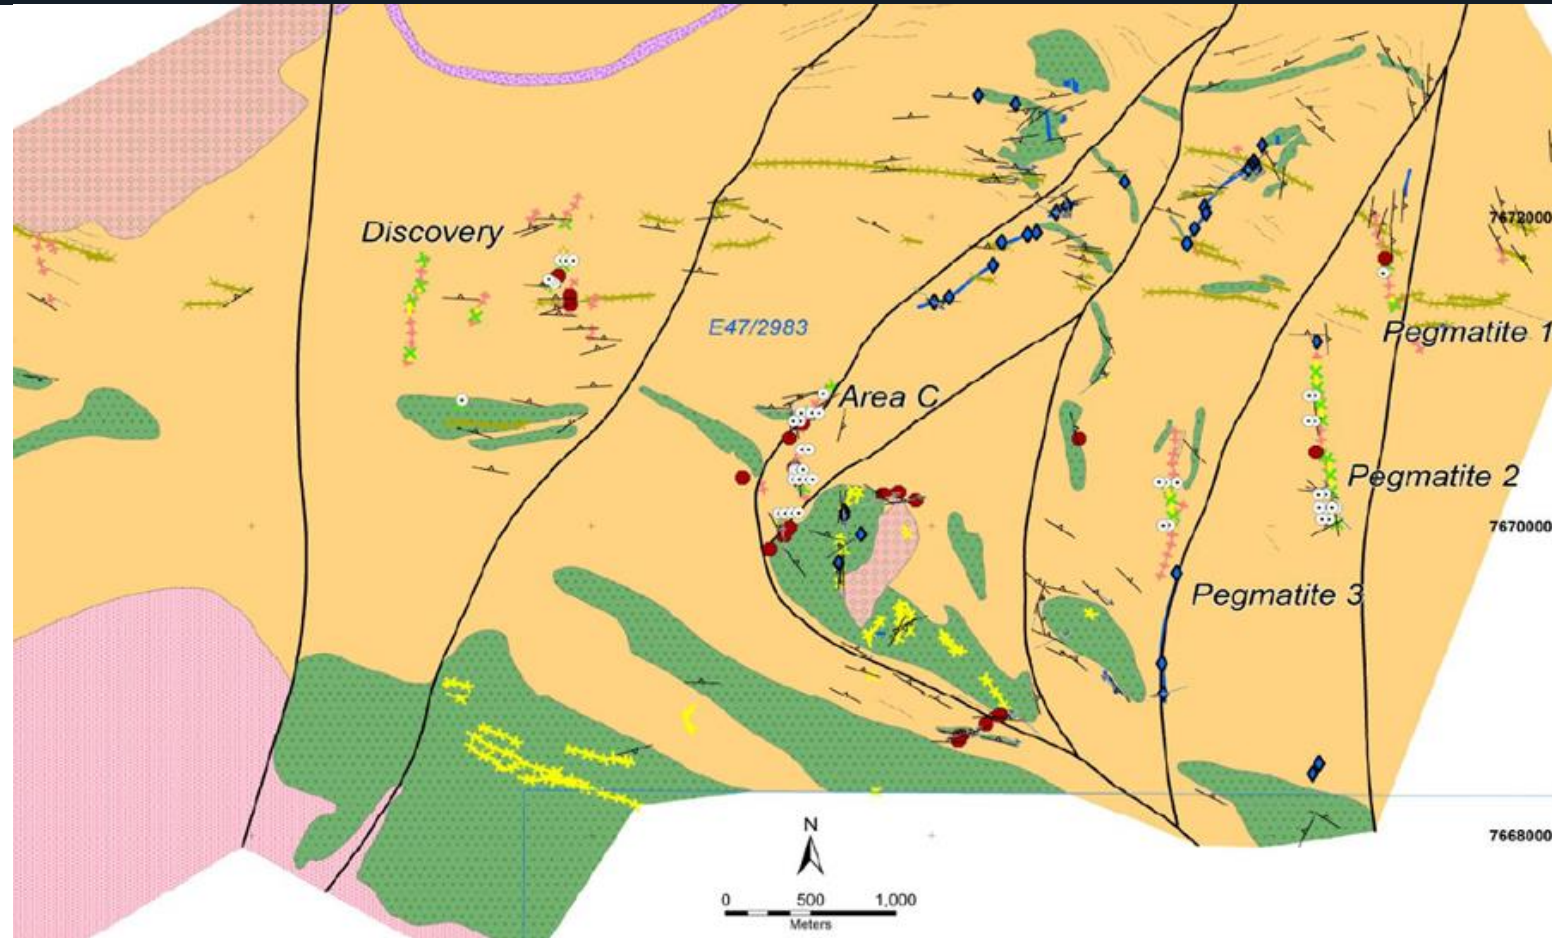 Discovery
7672000
E47/2983
Pegmatite 1
Area C
Pegmatite 2
7670000
Pegmatite 3
N
7668000
0 500 1,000
Meters